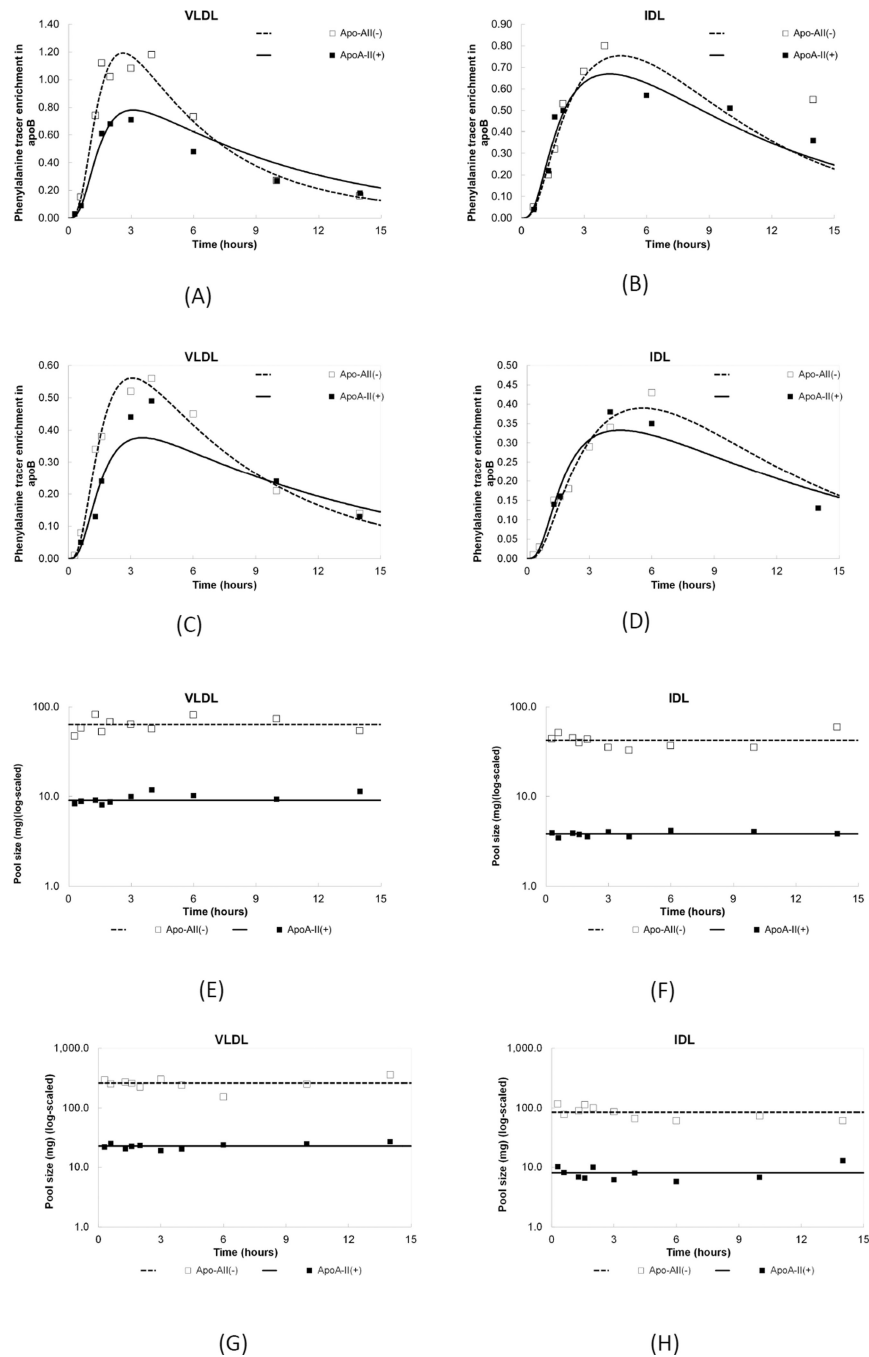 VLDL
1.40
1.20
1.00
0.80
0.60
0.40
0.20
0.00
0 3 6 9 12 15
Time (hours)
Phenylalanine tracer enrichment in
apoB
Apo-AII(-)
ApoA-II(+)
(A)
IDL
1.00
0.90
0.80
0.70
0.60
0.50
0.40
0.30
0.20
0.10
0.00
0 3 6 9 12 15
Time (hours)
Phenylalanine tracer enrichment in
apoB
Apo-AII(-)
ApoA-II(+)
(B)
VLDL
0.60
0.50
0.40
0.30
0.20
0.10
0.00
0 3 6 9 12 15
Time (hours)
Phenylalanine tracer enrichment in
apoB
Apo-AII(-)
ApoA-II(+)
(C)
IDL
0.50
0.45
0.40
0.35
0.30
0.25
0.20
0.15
0.10
0.05
0.00
0 3 6 9 12 15
Time (hours)
Phenylalanine tracer enrichment in
apoB
Apo-AII(-)
ApoA-II(+)
(D)
VLDL
100.0
10.0
1.0
0 3 6 9 12 15
Time (hours)
Pool size (mg)(log-scaled)
Apo-AII(-) ApoA-II(+)
(E)
IDL
100.0
10.0
1.0
0 3 6 9 12 15
Time (hours)
Pool size (mg)(log-scaled)
Apo-AII(-) ApoA-II(+)
(F)
VLDL
1,000.0
100.0
10.0
1.0
0 3 6 9 12 15
Time (hours)
Pool size (mg) (log-scaled)
Apo-AII(-) ApoA-II(+)
(G)
IDL
1,000.0
100.0
10.0
1.0
0 3 6 9 12 15
Time (hours)
Pool size (mg) (log-scaled)
Apo-AII(-) ApoA-II(+)
(H)